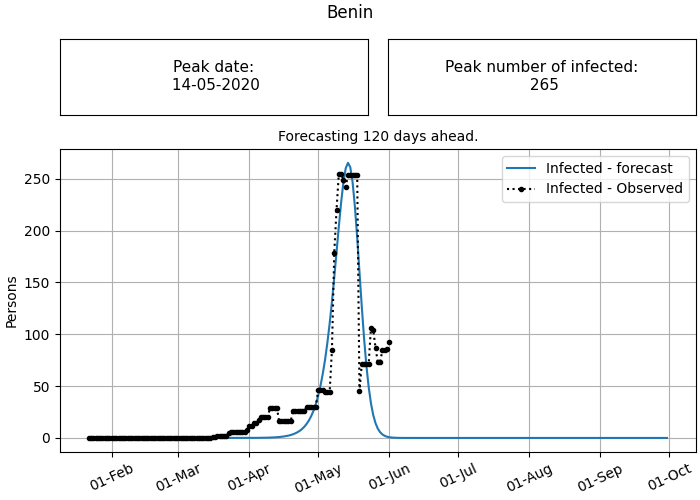 Benin
Peak date:
14-05-2020
Peak number of infected:
265
Forecasting 120 days ahead.
Infected - forecast
Infected - Observed
Persons
250
200
150
100
50
0
01-Feb
01-Mar
01-Apr
01-May
01-Jun
01-Jul
01-Aug
01-Sep
01-Oct